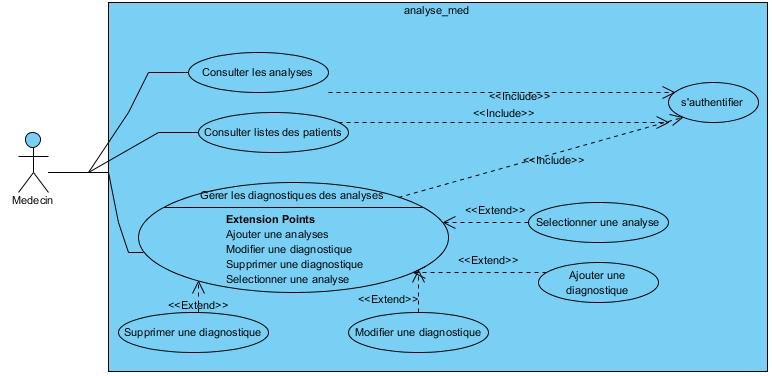 analyse_med
Consulter les analyses
<<Include>>
s'authentifier
<<Include>>
Consulter listes des patients
<<Include>>
Medecin
Gérer les diagnostiques des analyses
Extension Points
Ajouter une analyses
Modifier une diagnostique
Supprimer une diagnostique
Selectionner une analyse
<<Extend>>
Selectionner une analyse
<<Extend>>
Ajouter une
diagnostique
<<Extend>>
<<Extend>>
Supprimer une diagnostique
Modifier une diagnostique